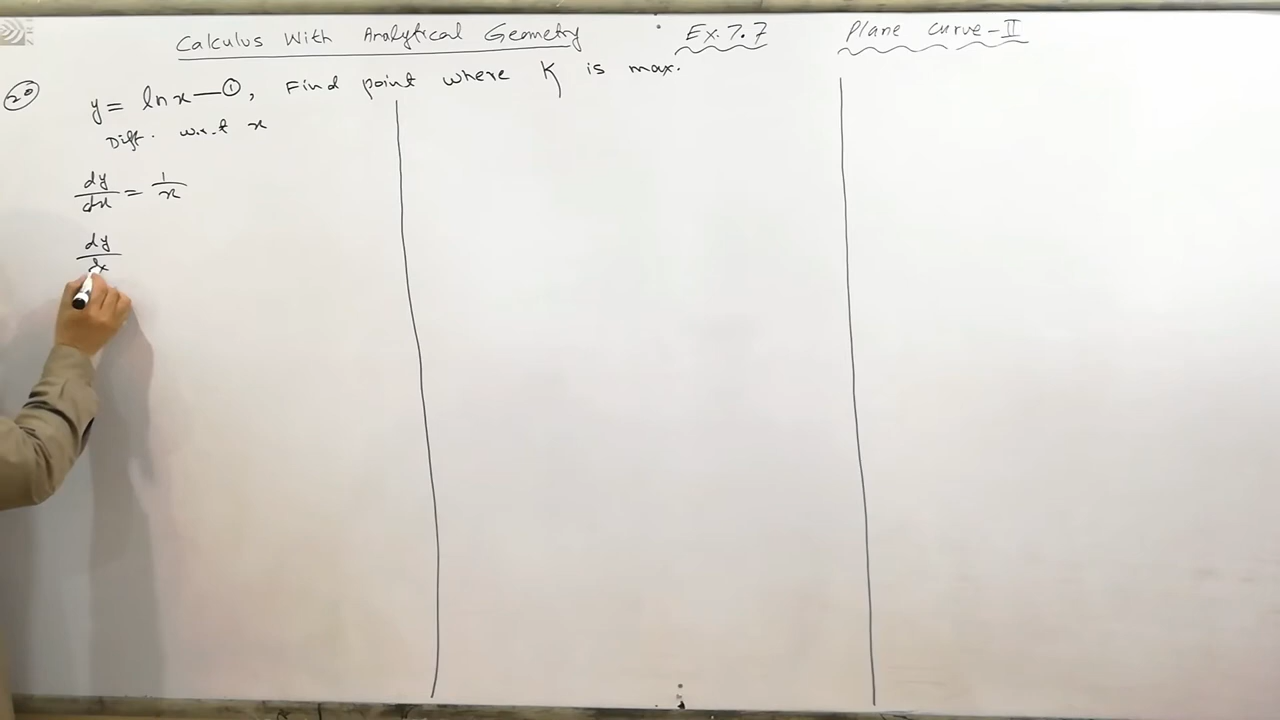 Calculus With Analytical Geometry Ex. 7.7 Plane Curve-II
20 y = ln x — ①, Find point where K is max.
Diff. w.r.t x
dy/dx = 1/x
dy/dx